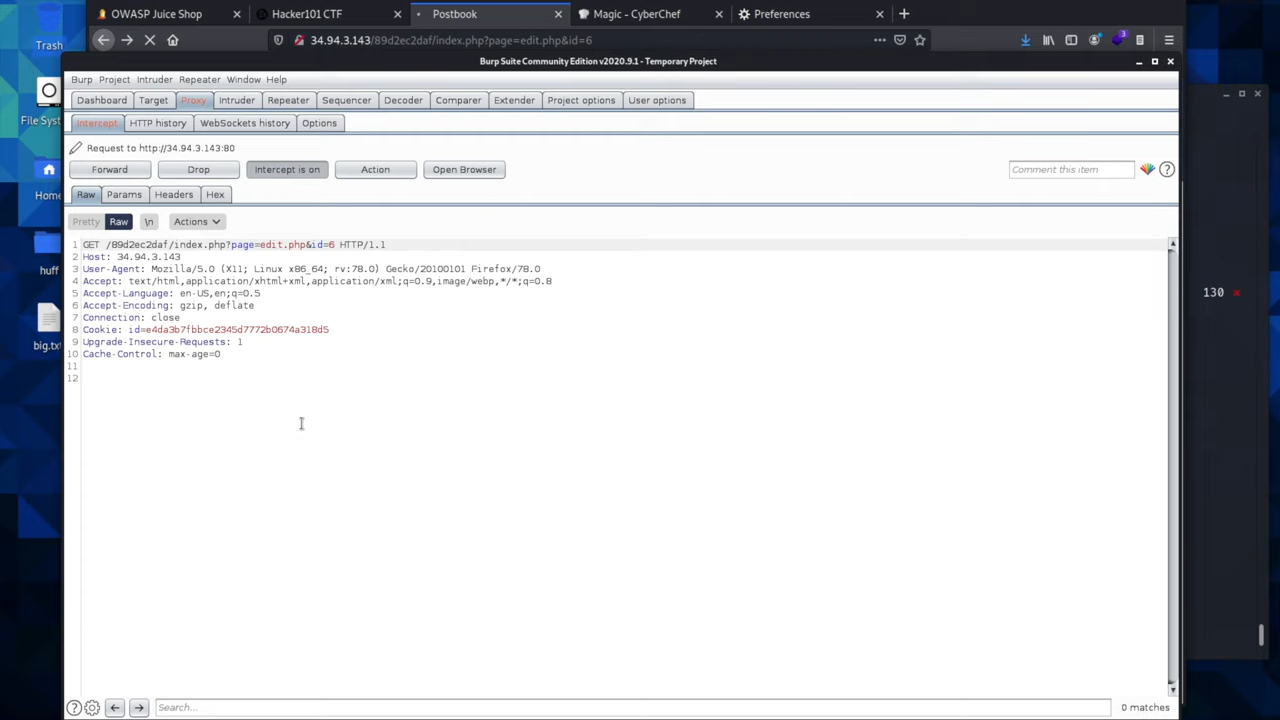 Trash
File Sys
Home
huff
big.tx
OWASP Juice Shop
Hacker101 CTF
Postbook
Magic - CyberChef
Preferences
34.94.3.143/89d2ec2daf/index.php?page=edit.php&id=6
3
Burp Suite Community Edition v2020.9.1 - Temporary Project
Burp Project Intruder Repeater Window Help
Dashboard Target Proxy Intruder Repeater Sequencer Decoder Comparer Extender Project options User options
Intercept HTTP history WebSockets history Options
Request to http://34.94.3.143:80
Forward Drop Intercept is on Action Open Browser Comment this item ?
Raw Params Headers Hex
Pretty Raw \n Actions
1 GET /89d2ec2daf/index.php?page=edit.php&id=6 HTTP/1.1
2 Host: 34.94.3.143
3 User-Agent: Mozilla/5.0 (X11; Linux x86_64; rv:78.0) Gecko/20100101 Firefox/78.0
4 Accept: text/html,application/xhtml+xml,application/xml;q=0.9,image/webp,*/*;q=0.8
5 Accept-Language: en-US,en;q=0.5
6 Accept-Encoding: gzip, deflate
7 Connection: close
8 Cookie: id=e4da3b7fbbce2345d7772b0674a318d5
9 Upgrade-Insecure-Requests: 1
10 Cache-Control: max-age=0
11
12
130
? Search... 0 matches